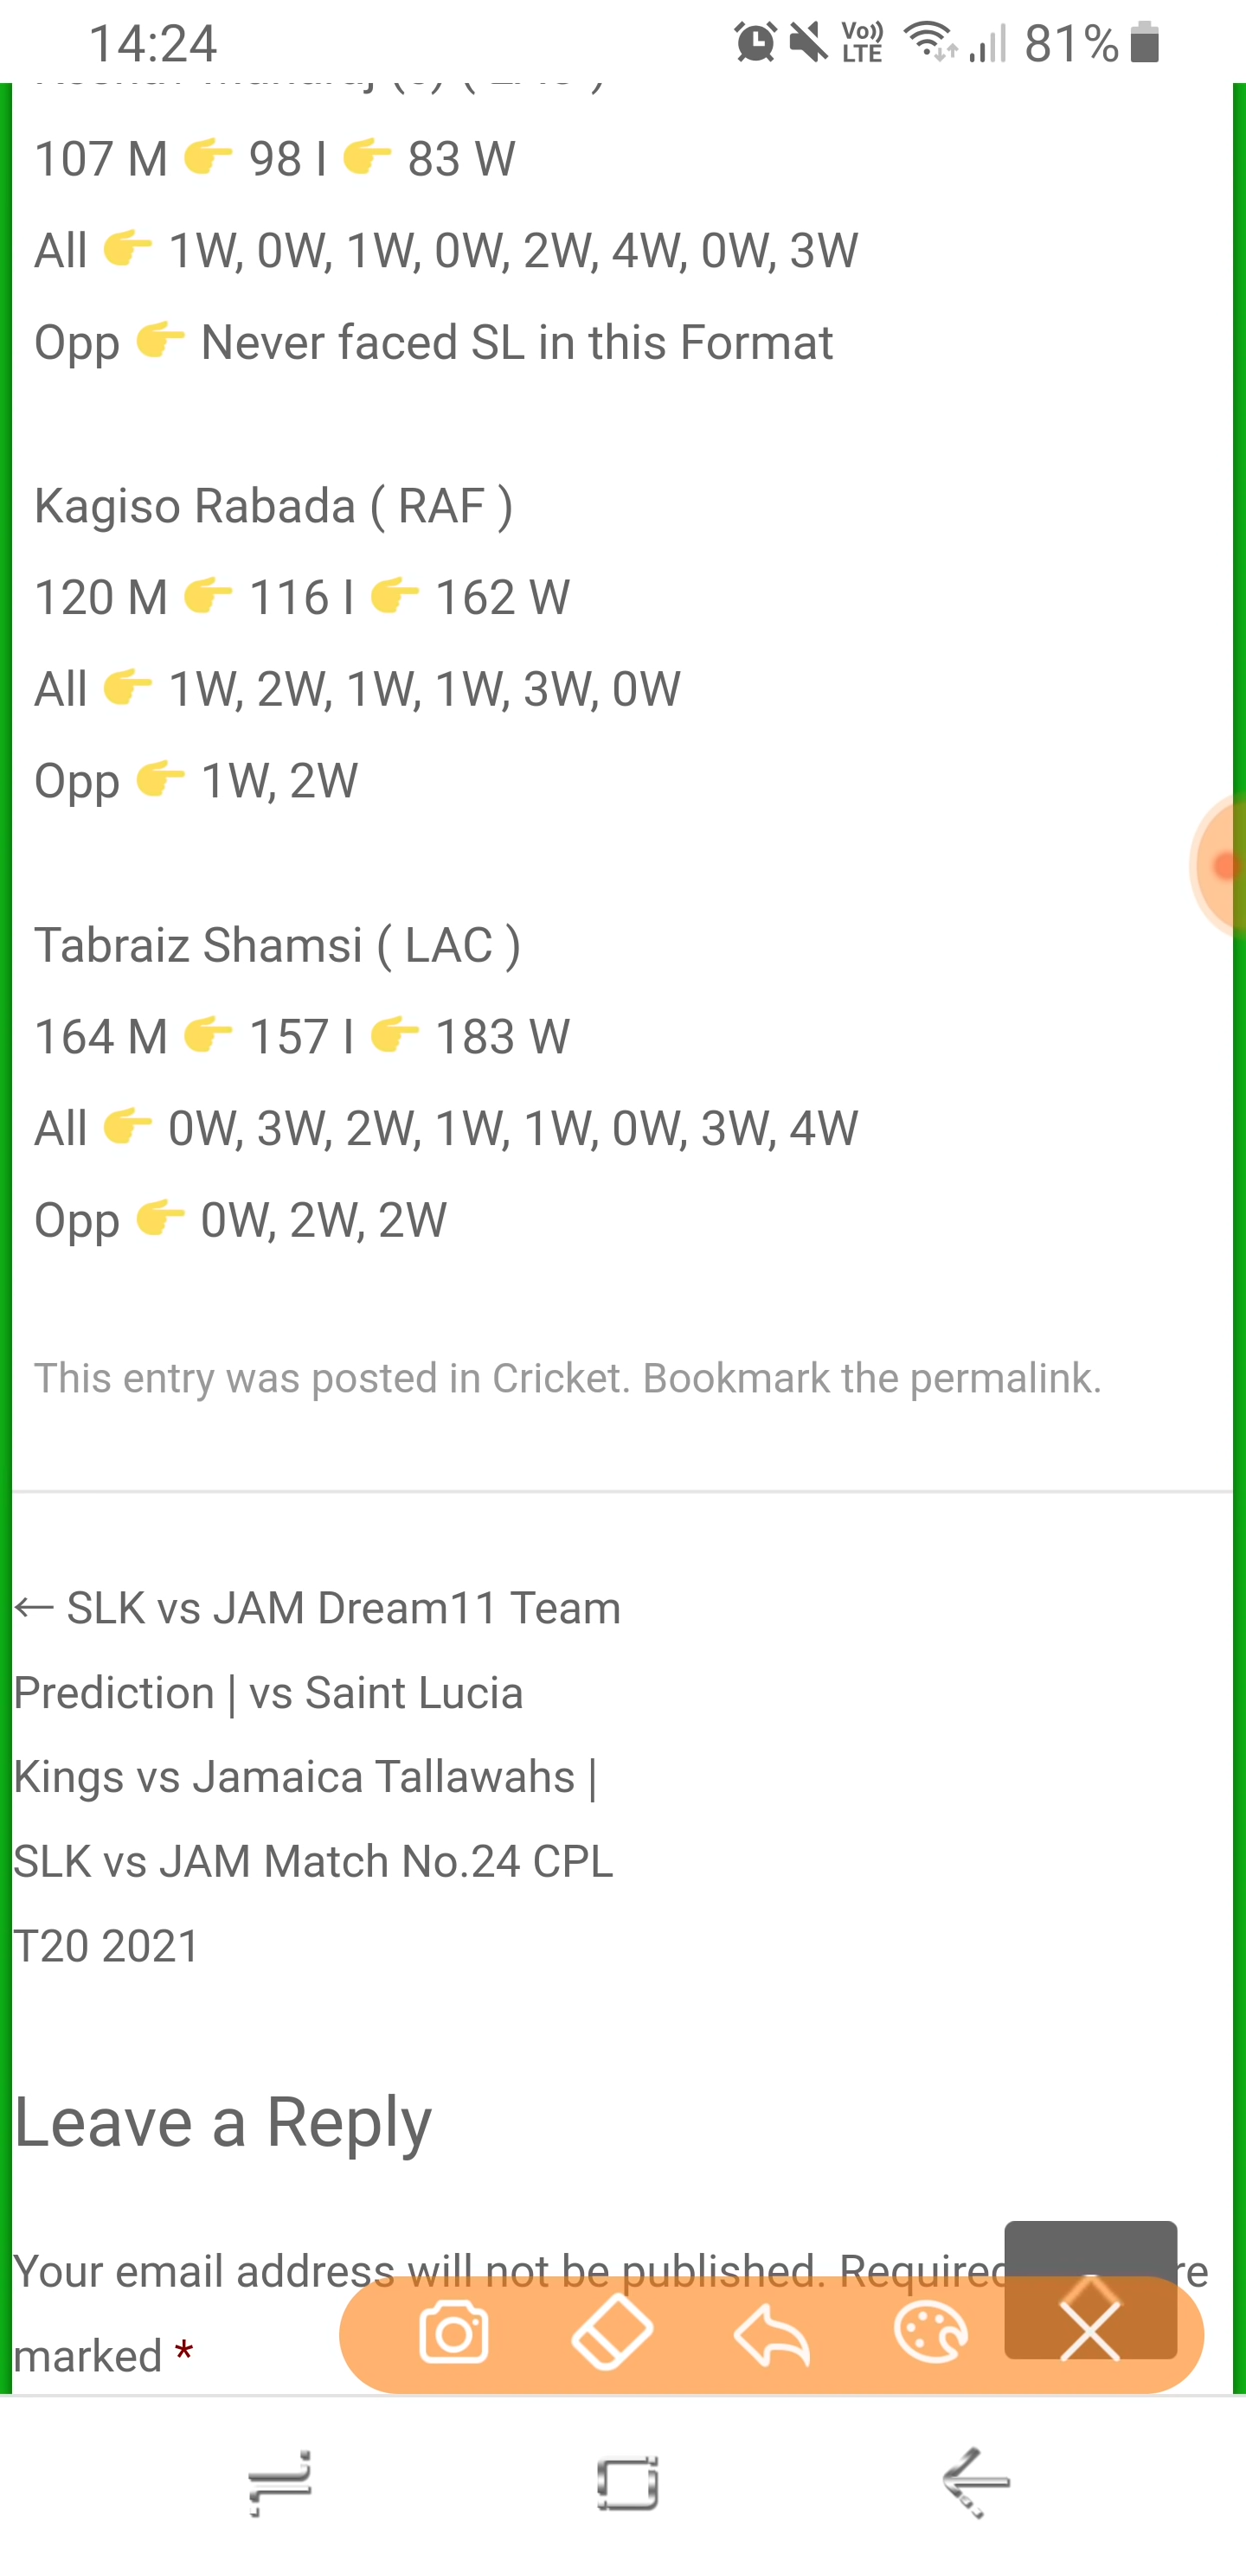 14:24 Vo)) LTE 81%
107 M 👉 98 I 👉 83 W
All 👉 1W, 0W, 1W, 0W, 2W, 4W, 0W, 3W
Opp 👉 Never faced SL in this Format
Kagiso Rabada ( RAF )
120 M 👉 116 I 👉 162 W
All 👉 1W, 2W, 1W, 1W, 3W, 0W
Opp 👉 1W, 2W
Tabraiz Shamsi ( LAC )
164 M 👉 157 I 👉 183 W
All 👉 0W, 3W, 2W, 1W, 1W, 0W, 3W, 4W
Opp 👉 0W, 2W, 2W
This entry was posted in Cricket. Bookmark the permalink.
← SLK vs JAM Dream11 Team
Prediction | vs Saint Lucia
Kings vs Jamaica Tallawahs |
SLK vs JAM Match No.24 CPL
T20 2021
Leave a Reply
Your email address will not be published. Required
marked *